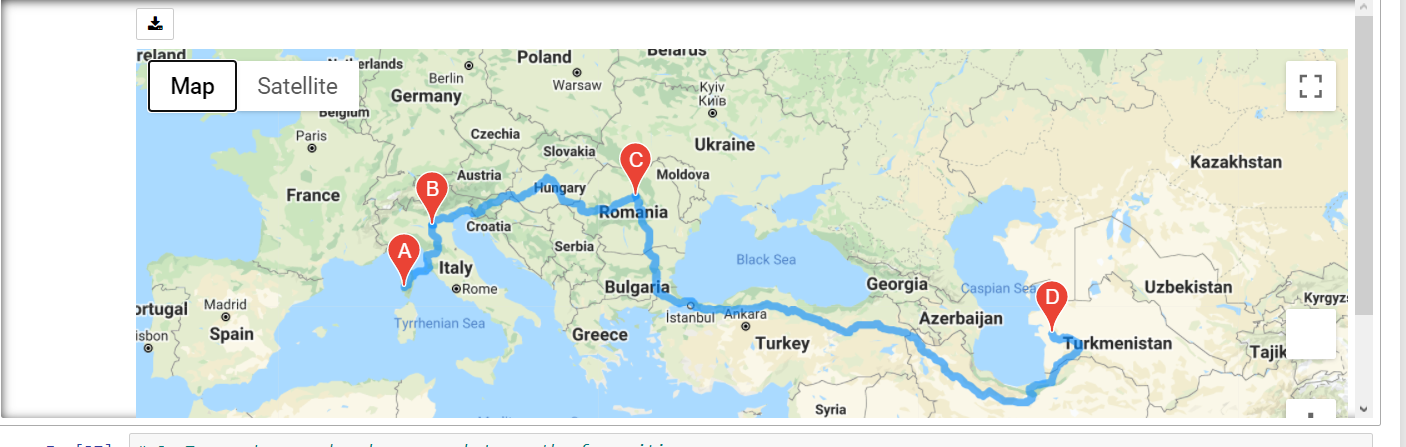 reland
Netherlands
Poland
Belarus
Map
Satellite
Berlin
Warsaw
Germany
Kyiv
Київ
Belgium
Paris
Czechia
Ukraine
Slovakia
Kazakhstan
Austria
Moldova
France
B
C
Hungary
Romania
Croatia
Serbia
A
Italy
Black Sea
Rome
Bulgaria
Georgia
Caspian Sea
D
Uzbekistan
Kyrgyz
ortugal
Madrid
İstanbul
Ankara
Azerbaijan
Tyrrhenian Sea
isbon
Spain
Greece
Turkey
Turkmenistan
Tajik
Syria